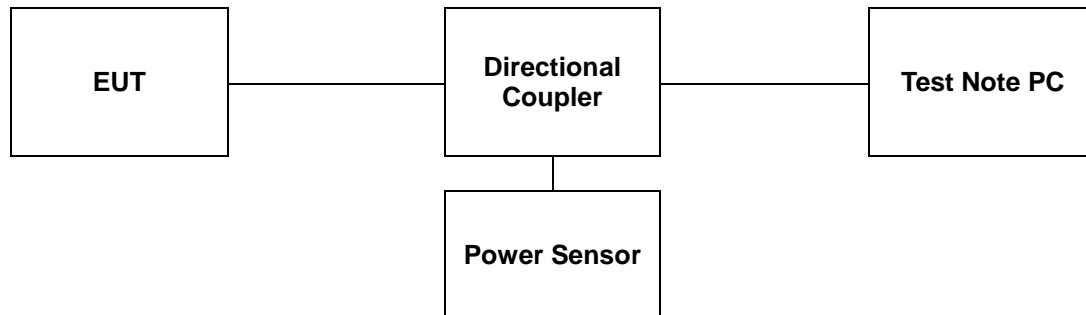 EUT
Directional
Coupler
Test Note PC
Power Sensor